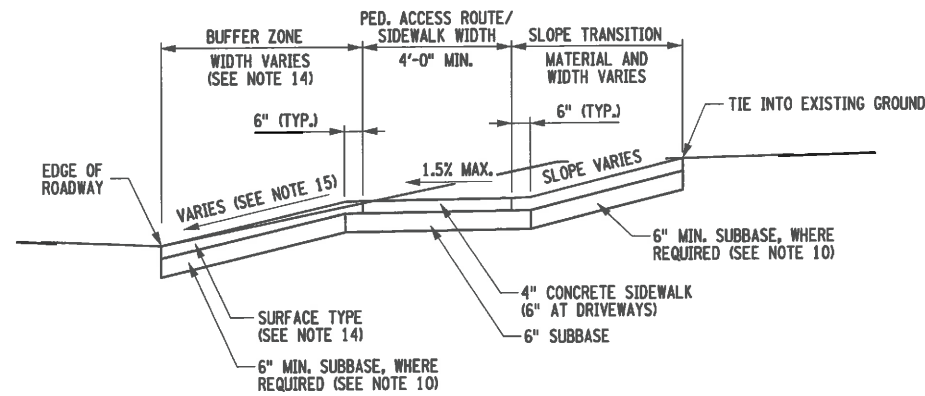 PED. ACCESS ROUTE/
SIDEWALK WIDTH
4'-0" MIN.
BUFFER ZONE
WIDTH VARIES
(SEE NOTE 14)
SLOPE TRANSITION
MATERIAL AND
WIDTH VARIES
6" (TYP.)
6" (TYP.)
TIE INTO EXISTING GROUND
EDGE OF
ROADWAY
VARIES (SEE NOTE 15)
1.5% MAX.
SLOPE VARIES
6" MIN. SUBBASE, WHERE
REQUIRED (SEE NOTE 10)
4" CONCRETE SIDEWALK
(6" AT DRIVEWAYS)
6" SUBBASE
SURFACE TYPE
(SEE NOTE 14)
6" MIN. SUBBASE, WHERE
REQUIRED (SEE NOTE 10)